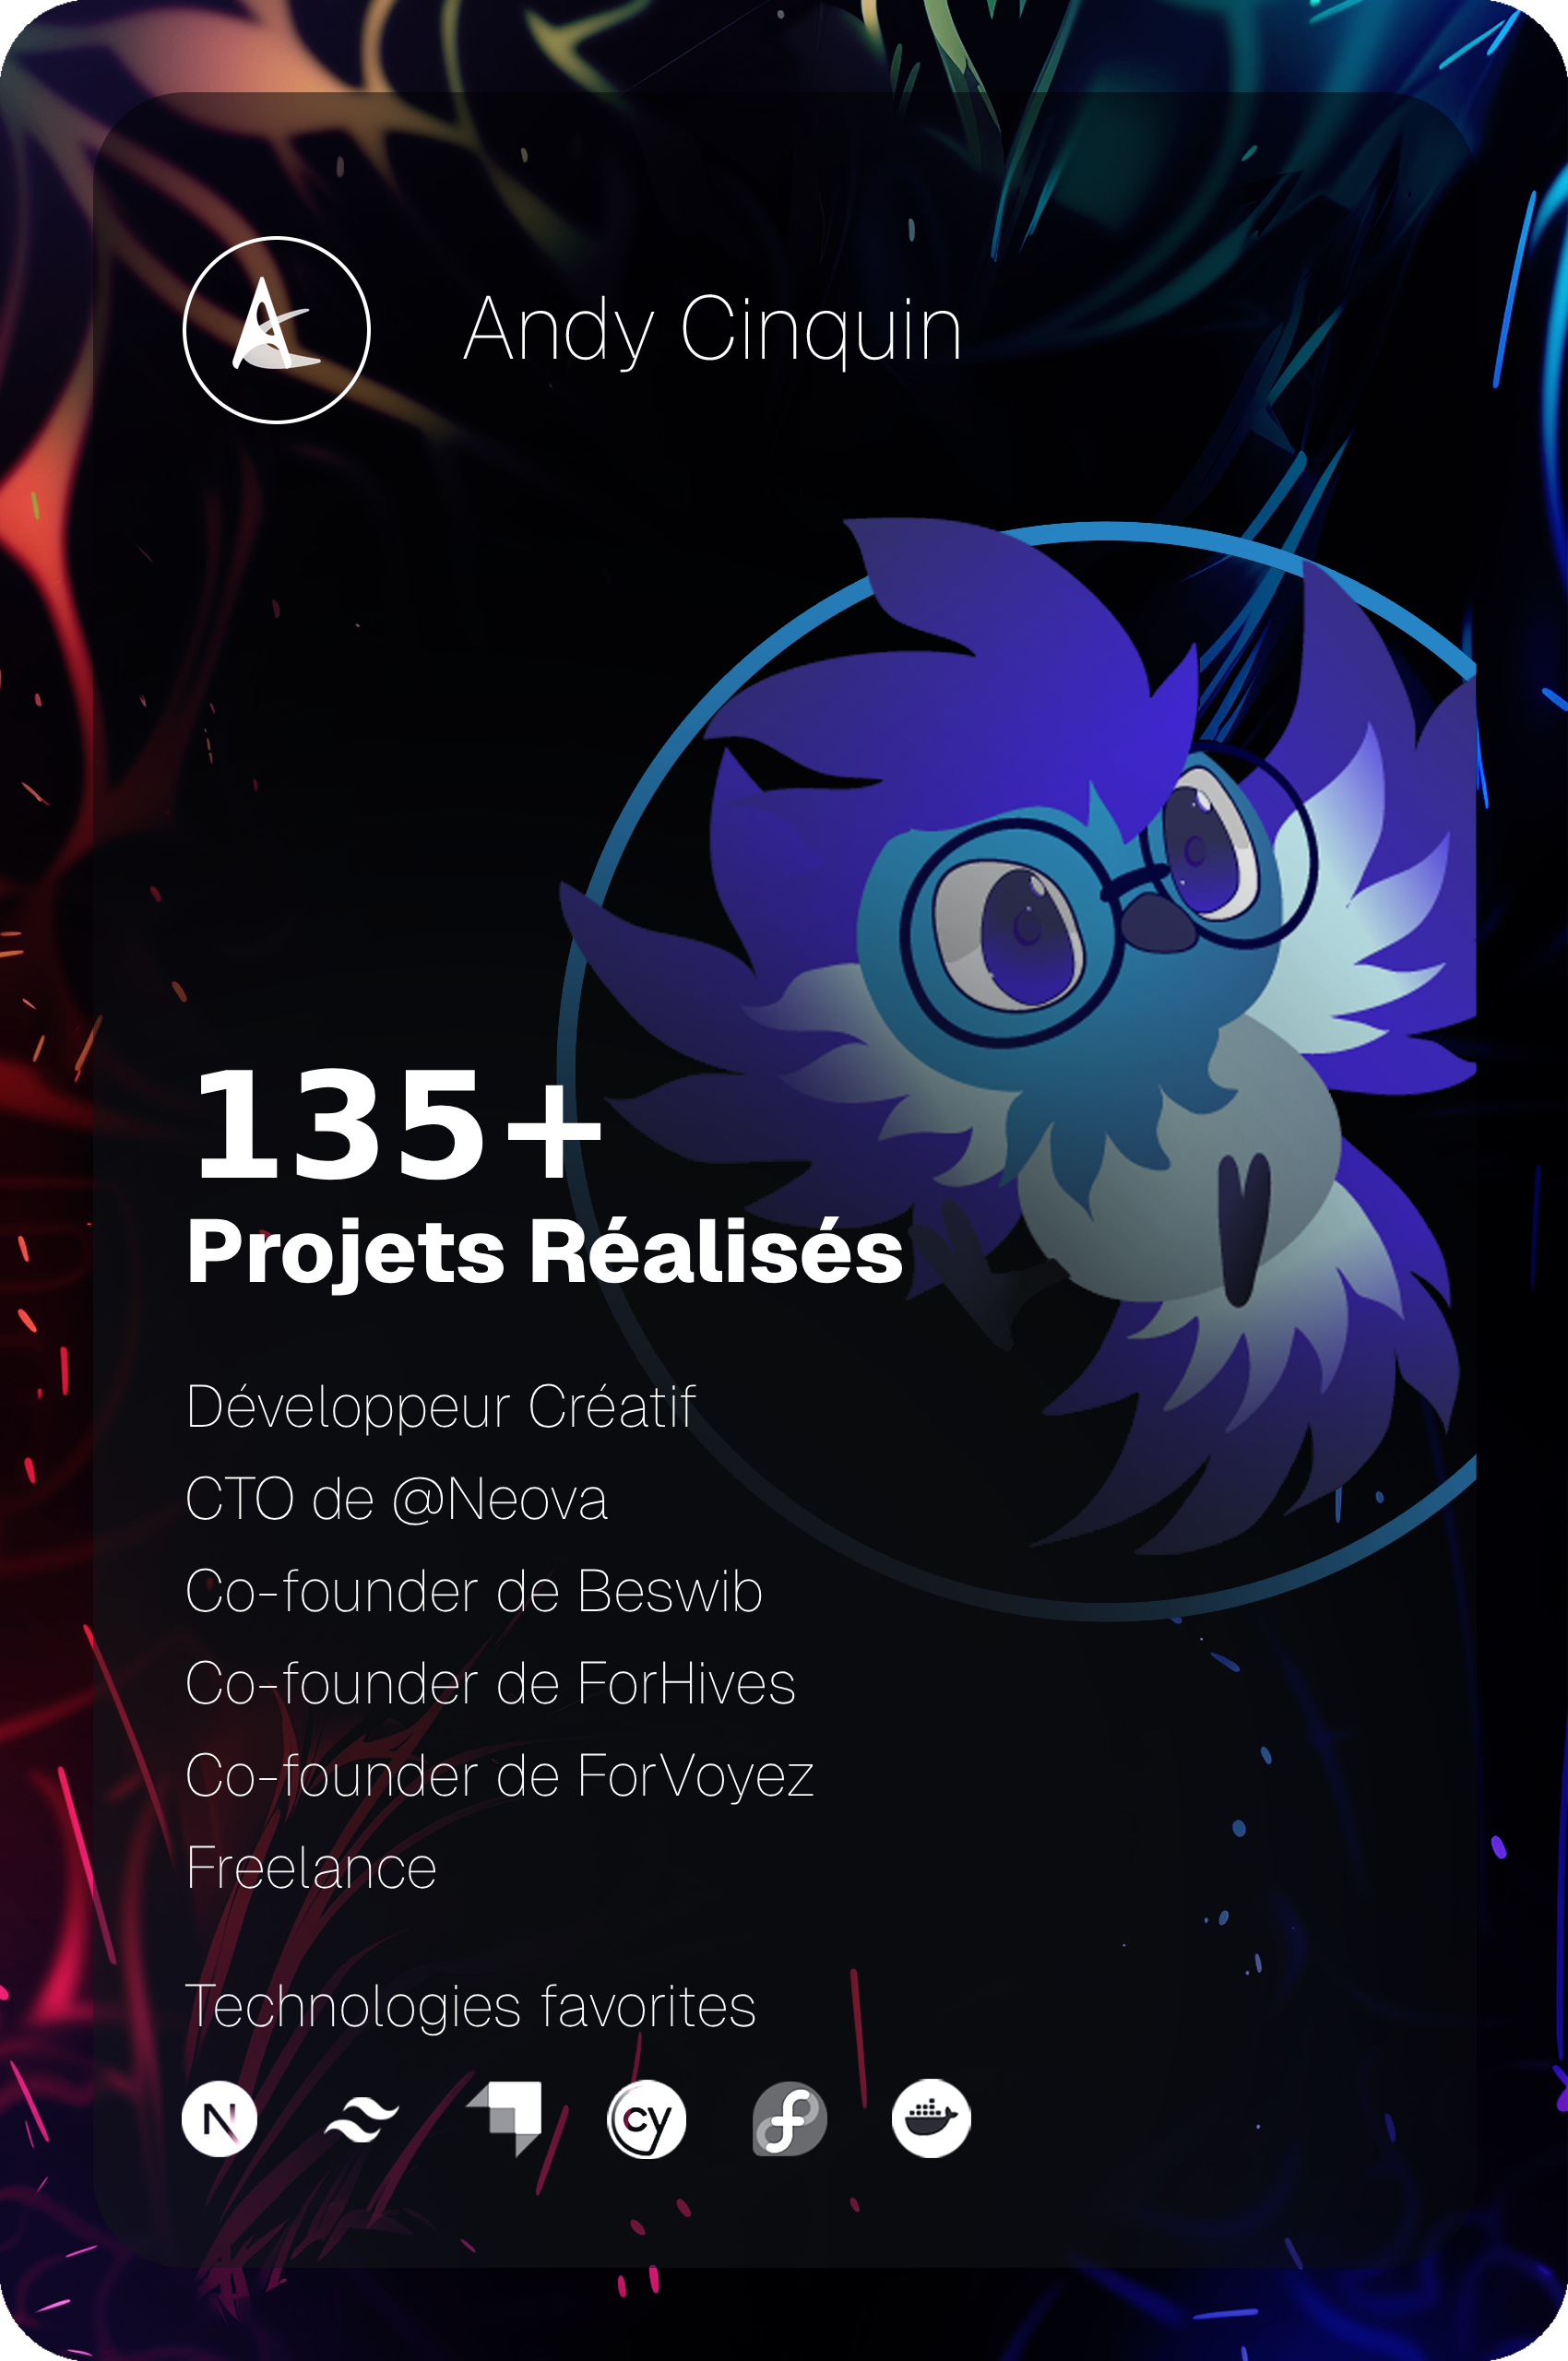 Andy Cinquin
135+
Projets Réalisés
Développeur Créatif
CTO de @Neova
Co-founder de Beswib
Co-founder de ForHives
Co-founder de ForVoyez
Freelance
Technologies favorites
N
cy
f